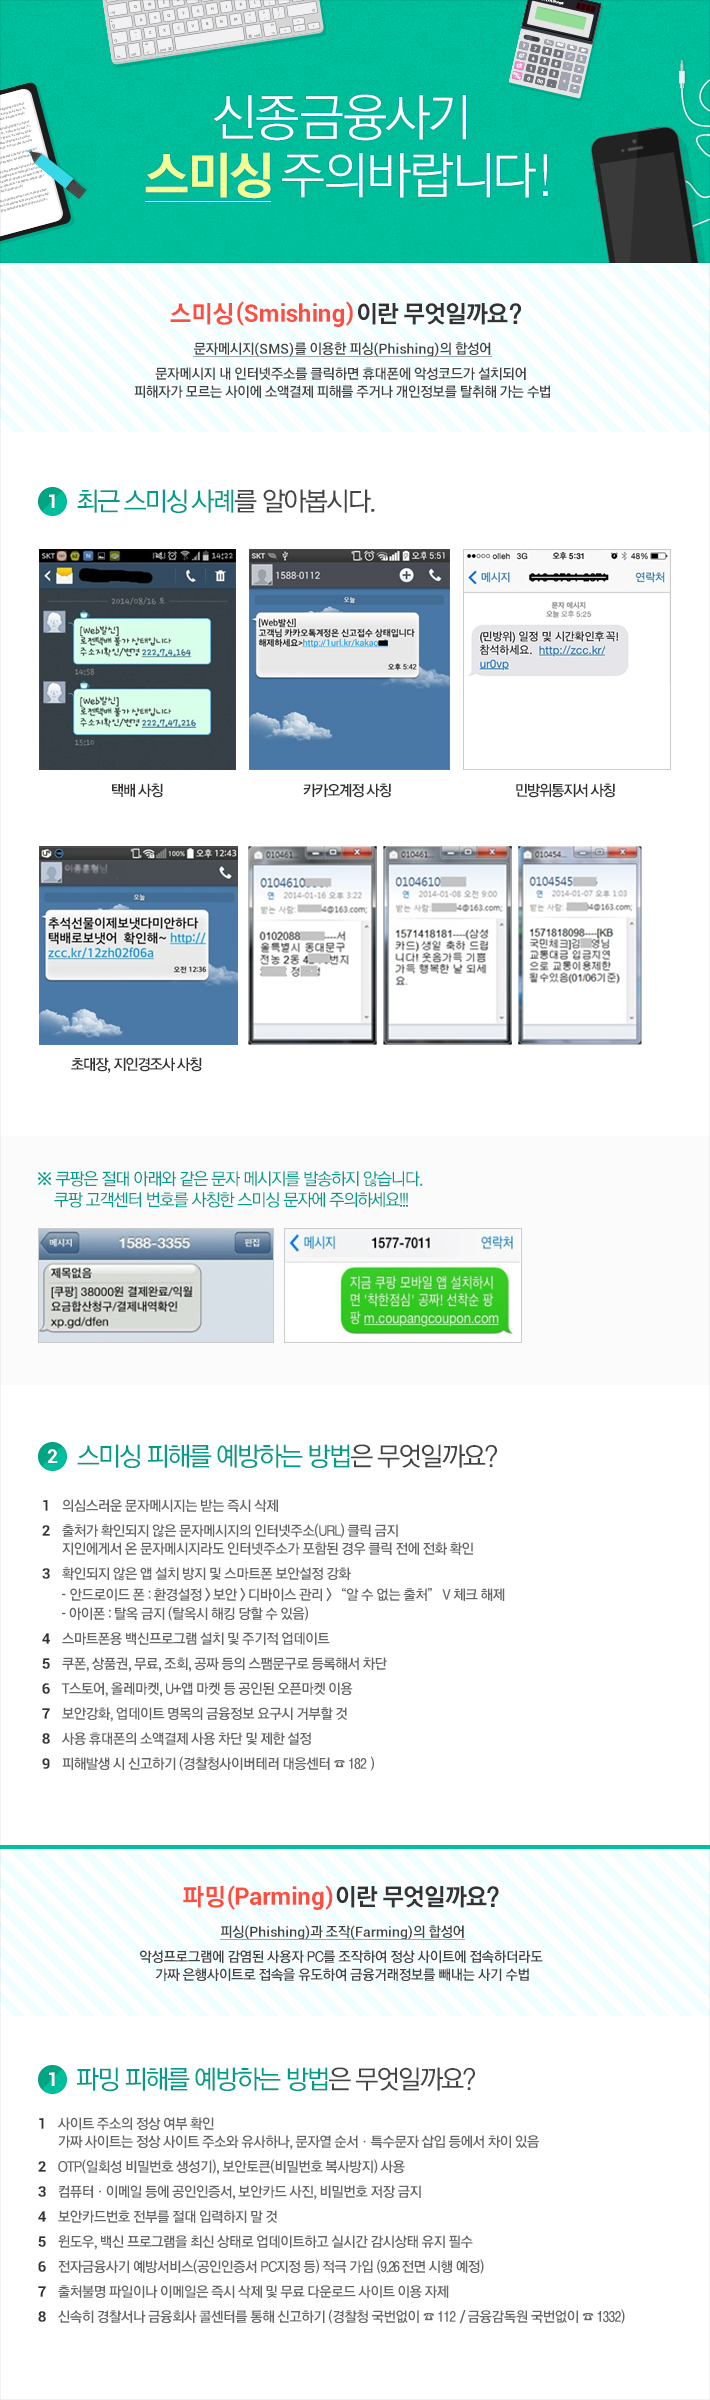 신종금융사기
스미싱 주의바랍니다!
스미싱(Smishing)이란 무엇일까요?
문자메시지(SMS)를 이용한 피싱(Phishing)의 합성어
문자메시지 내 인터넷주소를 클릭하면 휴대폰에 악성코드가 설치되어
피해자가 모르는 사이에 소액결제 피해를 주거나 개인정보를 탈취해 가는 수법
1 최근 스미싱 사례를 알아봅시다.
SKT 14:22
2014/08/16 토
[Web발신]
로젠택배 불가 상태입니다
주소지확인/변경 222.7.4.164
14:58
[Web발신]
로젠택배 불가 상태입니다
주소지확인/변경 222.7.47.216
15:10
택배 사칭
SKT 오후 5:51
1588-0112
오늘
[Web발신]
고객님 카카오톡계정은 신고접수 상태입니다
해제하세요>http://1url.kr/kakao
오후 5:42
카카오계정 사칭
olleh 3G 오후 5:31 48%
메시지 연락처
문자 메시지
오늘 오후 5:25
(민방위) 일정 및 시간확인후꼭!
참석하세요. http://zcc.kr/
ur0vp
민방위통지서 사칭
100% 오후 12:43
오늘
추석선물이제보냇다미안하다
택배로보냇어 확인해~ http://
zcc.kr/12zh02f06a
오전 12:36
초대장, 지인경조사 사칭
010461
0104610
연 2014-01-16 오후 3:22
받는 사람: 4@163.com;
0102088 ----서
울특별시 동대문구
전농 2동 4 번지
정
010461
0104610
연 2014-01-08 오전 9:00
받는 사람: 4@163.com;
1571418181----(삼성
카드) 생일 축하 드립
니다! 웃음가득 기쁨
가득 행복한 날 되세
요.
010454
0104545
연 2014-01-07 오후 1:03
받는 사람: 4@163.com;
1571818098----[KB
국민체크]김 영님
교통대금 입금지연
으로 교통이용제한
될수있음(01/06기준)
※ 쿠팡은 절대 아래와 같은 문자 메시지를 발송하지 않습니다.
쿠팡 고객센터 번호를 사칭한 스미싱 문자에 주의하세요!!!
메시지 1588-3355 편집
제목없음
[쿠팡] 38000원 결제완료/익월
요금합산청구/결제내역확인
xp.gd/dfen
메시지 1577-7011 연락처
지금 쿠팡 모바일 앱 설치하시
면 '착한점심' 공짜! 선착순 팡
팡 m.coupangcoupon.com
2 스미싱 피해를 예방하는 방법은 무엇일까요?
1 의심스러운 문자메시지는 받는 즉시 삭제
2 출처가 확인되지 않은 문자메시지의 인터넷주소(URL) 클릭 금지
지인에게서 온 문자메시지라도 인터넷주소가 포함된 경우 클릭 전에 전화 확인
3 확인되지 않은 앱 설치 방지 및 스마트폰 보안설정 강화
- 안드로이드 폰 : 환경설정 > 보안 > 디바이스 관리 > “알 수 없는 출처” V 체크 해제
- 아이폰 : 탈옥 금지 (탈옥시 해킹 당할 수 있음)
4 스마트폰용 백신프로그램 설치 및 주기적 업데이트
5 쿠폰, 상품권, 무료, 조회, 공짜 등의 스팸문구로 등록해서 차단
6 T스토어, 올레마켓, U+앱 마켓 등 공인된 오픈마켓 이용
7 보안강화, 업데이트 명목의 금융정보 요구시 거부할 것
8 사용 휴대폰의 소액결제 사용 차단 및 제한 설정
9 피해발생 시 신고하기 (경찰청사이버테러 대응센터 ☎ 182 )
파밍(Parming)이란 무엇일까요?
피싱(Phishing)과 조작(Farming)의 합성어
악성프로그램에 감염된 사용자 PC를 조작하여 정상 사이트에 접속하더라도
가짜 은행사이트로 접속을 유도하여 금융거래정보를 빼내는 사기 수법
1 파밍 피해를 예방하는 방법은 무엇일까요?
1 사이트 주소의 정상 여부 확인
가짜 사이트는 정상 사이트 주소와 유사하나, 문자열 순서 · 특수문자 삽입 등에서 차이 있음
2 OTP(일회성 비밀번호 생성기), 보안토큰(비밀번호 복사방지) 사용
3 컴퓨터 · 이메일 등에 공인인증서, 보안카드 사진, 비밀번호 저장 금지
4 보안카드번호 전부를 절대 입력하지 말 것
5 윈도우, 백신 프로그램을 최신 상태로 업데이트하고 실시간 감시상태 유지 필수
6 전자금융사기 예방서비스(공인인증서 PC지정 등) 적극 가입 (9.26 전면 시행 예정)
7 출처불명 파일이나 이메일은 즉시 삭제 및 무료 다운로드 사이트 이용 자제
8 신속히 경찰서나 금융회사 콜센터를 통해 신고하기 (경찰청 국번없이 ☎ 112 / 금융감독원 국번없이 ☎ 1332)